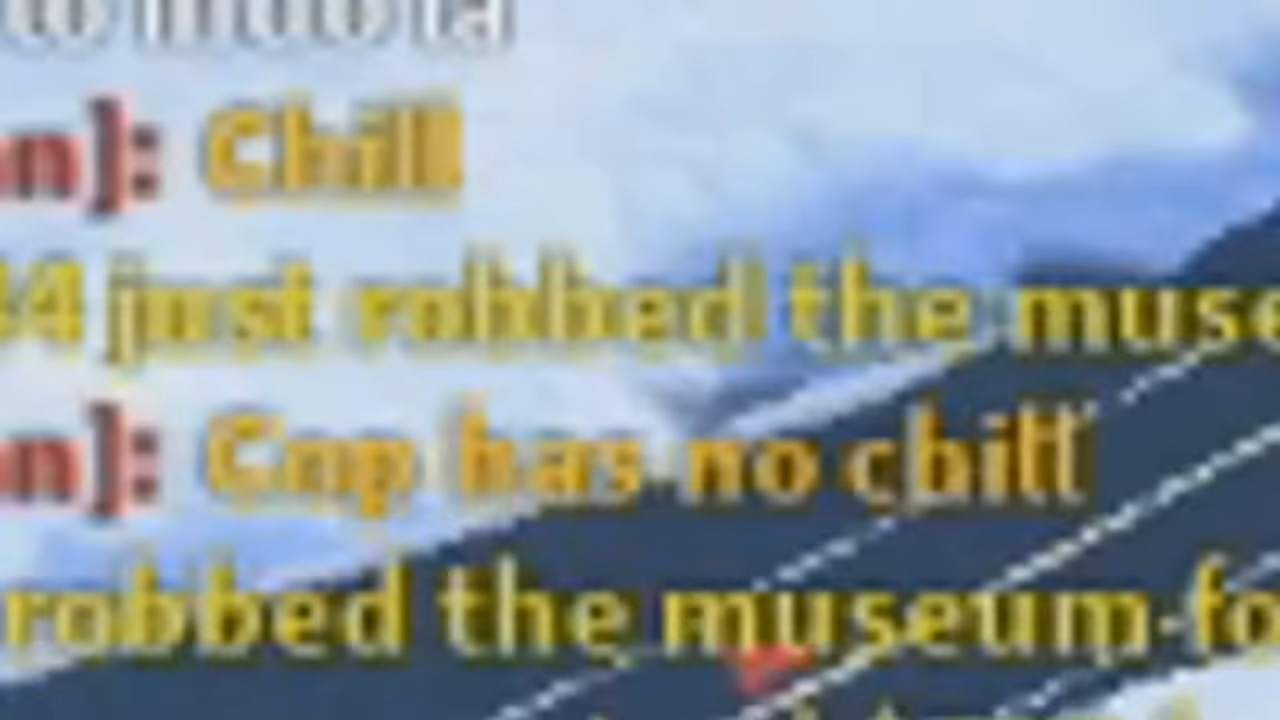 n]: Chill
4 just robbed the muse
n]: Cop has no chill
robbed the museum fo